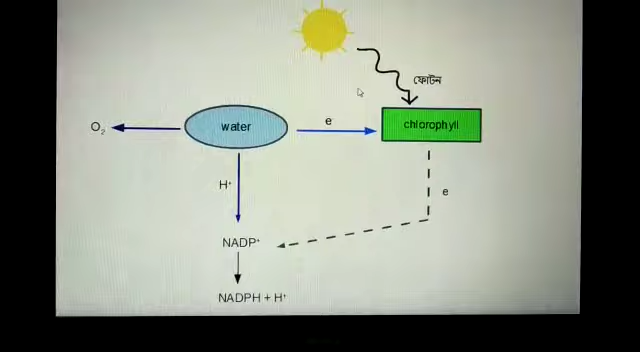 ফোটন
O₂
water
e
chlorophyll
H⁺
e
NADP⁺
NADPH + H⁺